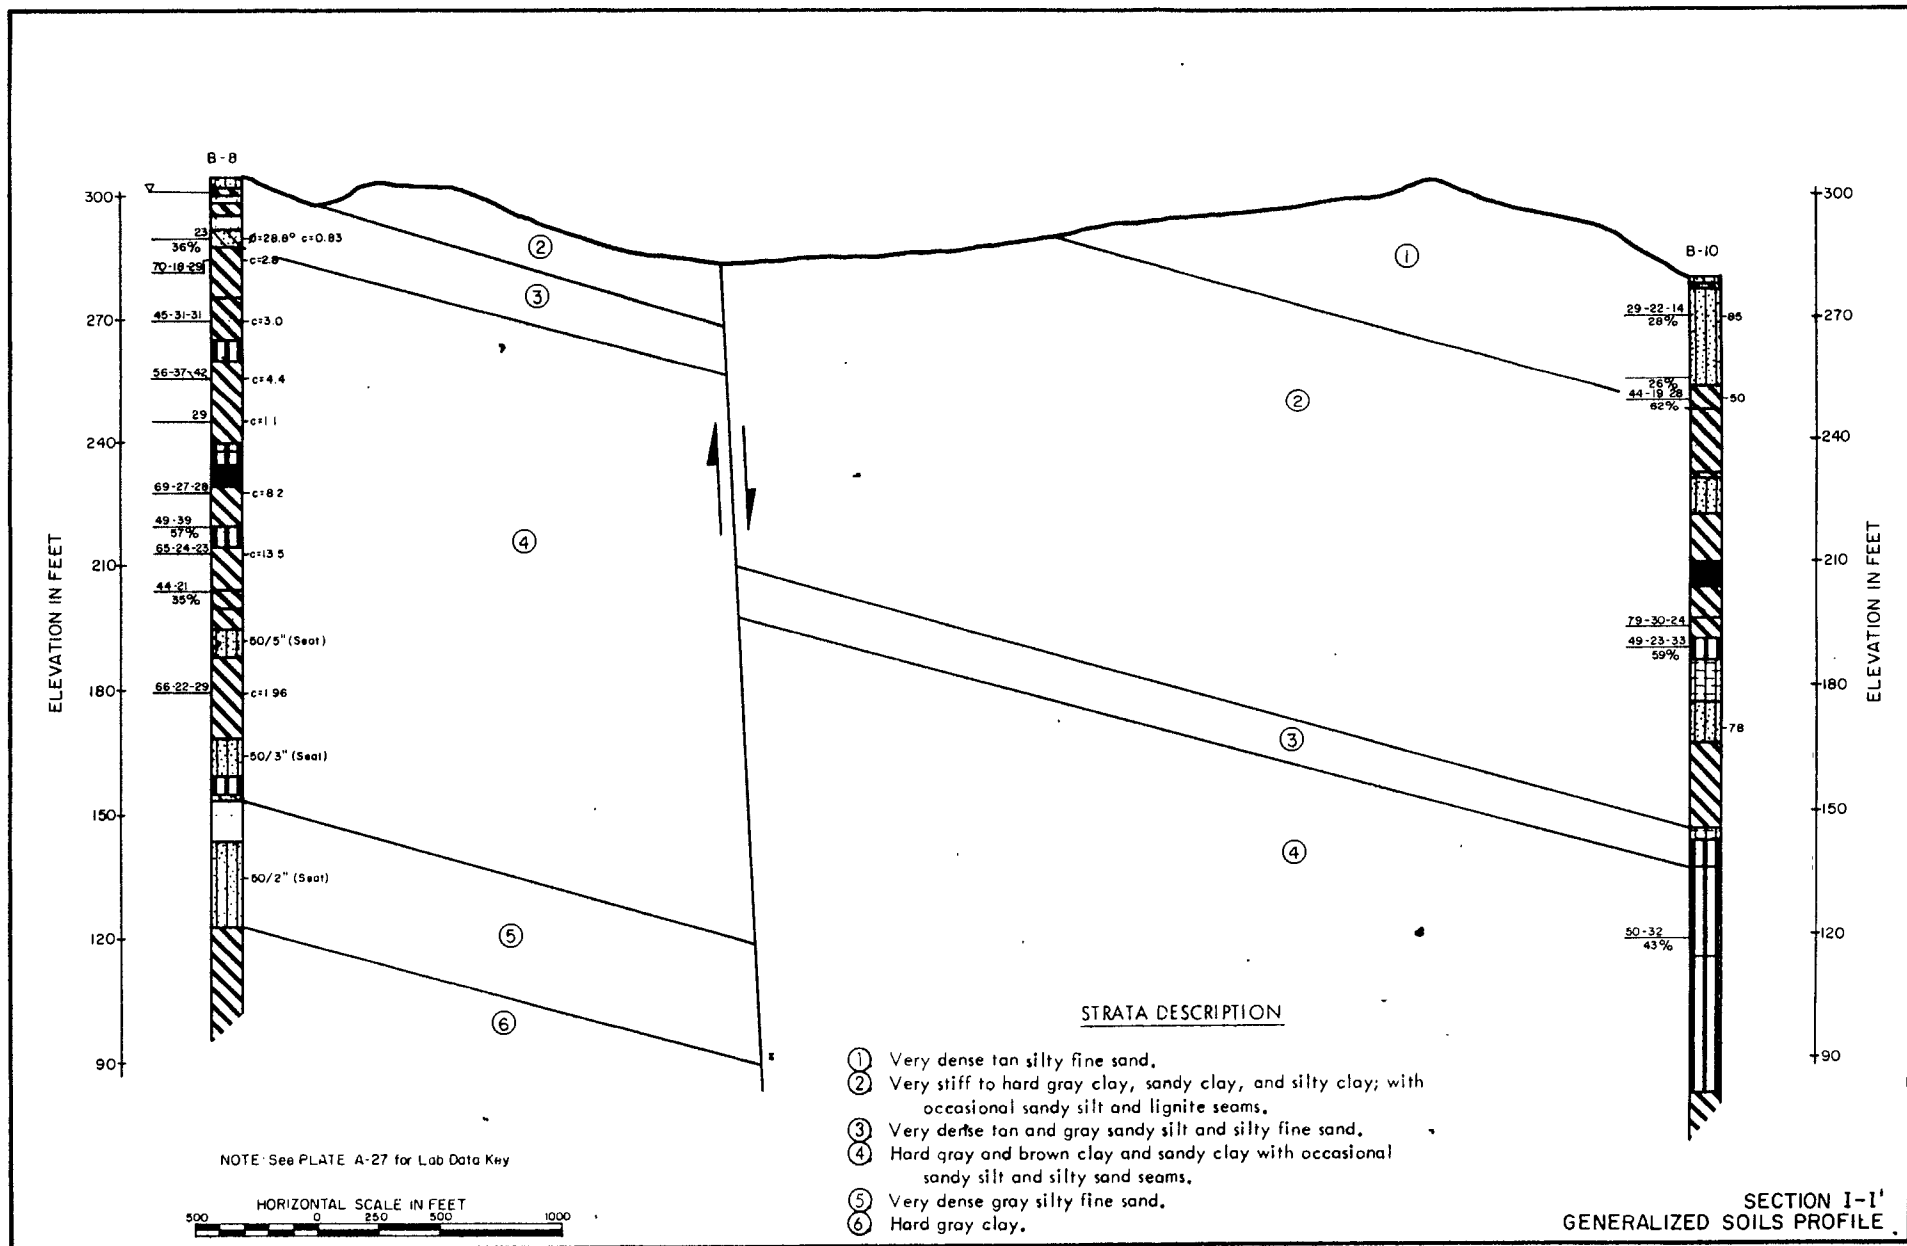 B-8
B-10
300
270
240
210
180
150
120
90
ELEVATION IN FEET
23
36%
70-18-29
45-31-31
56-37-42
29
69-27-28
49-39
57%
65-24-23
44-21
35%
66-22-29
ø=28.8° c=0.83
c=2.8
c=3.0
c=4.4
c=1.1
c=8.2
c=13.5
50/5" (Seat)
c=1.96
50/3" (Seat)
50/2" (Seat)
②
③
④
⑤
⑥
①
②
③
④
29-22-14
28%
26%
44-19-28
62%
79-30-24
49-23-33
59%
50-32
43%
85
50
78
300
270
240
210
180
150
120
90
ELEVATION IN FEET
STRATA DESCRIPTION
① Very dense tan silty fine sand.
② Very stiff to hard gray clay, sandy clay, and silty clay; with
occasional sandy silt and lignite seams.
③ Very dense tan and gray sandy silt and silty fine sand.
④ Hard gray and brown clay and sandy clay with occasional
sandy silt and silty sand seams.
⑤ Very dense gray silty fine sand.
⑥ Hard gray clay.
NOTE: See PLATE A-27 for Lab Data Key
HORIZONTAL SCALE IN FEET
500 0 250 500 1000
SECTION I-I'
GENERALIZED SOILS PROFILE